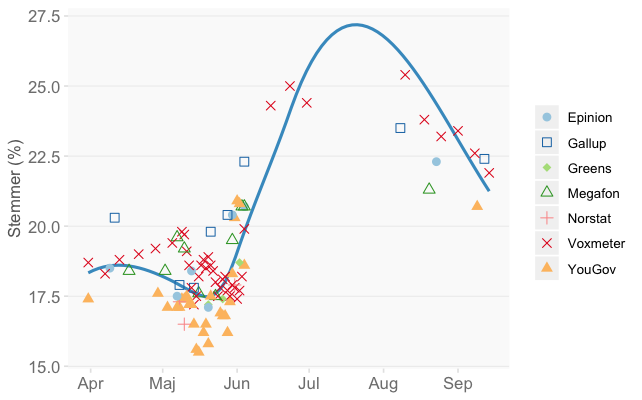 27.5
25.0
22.5
20.0
17.5
15.0
Stemmer (%)
Apr Maj Jun Jul Aug Sep
Epinion
Gallup
Greens
Megafon
Norstat
Voxmeter
YouGov